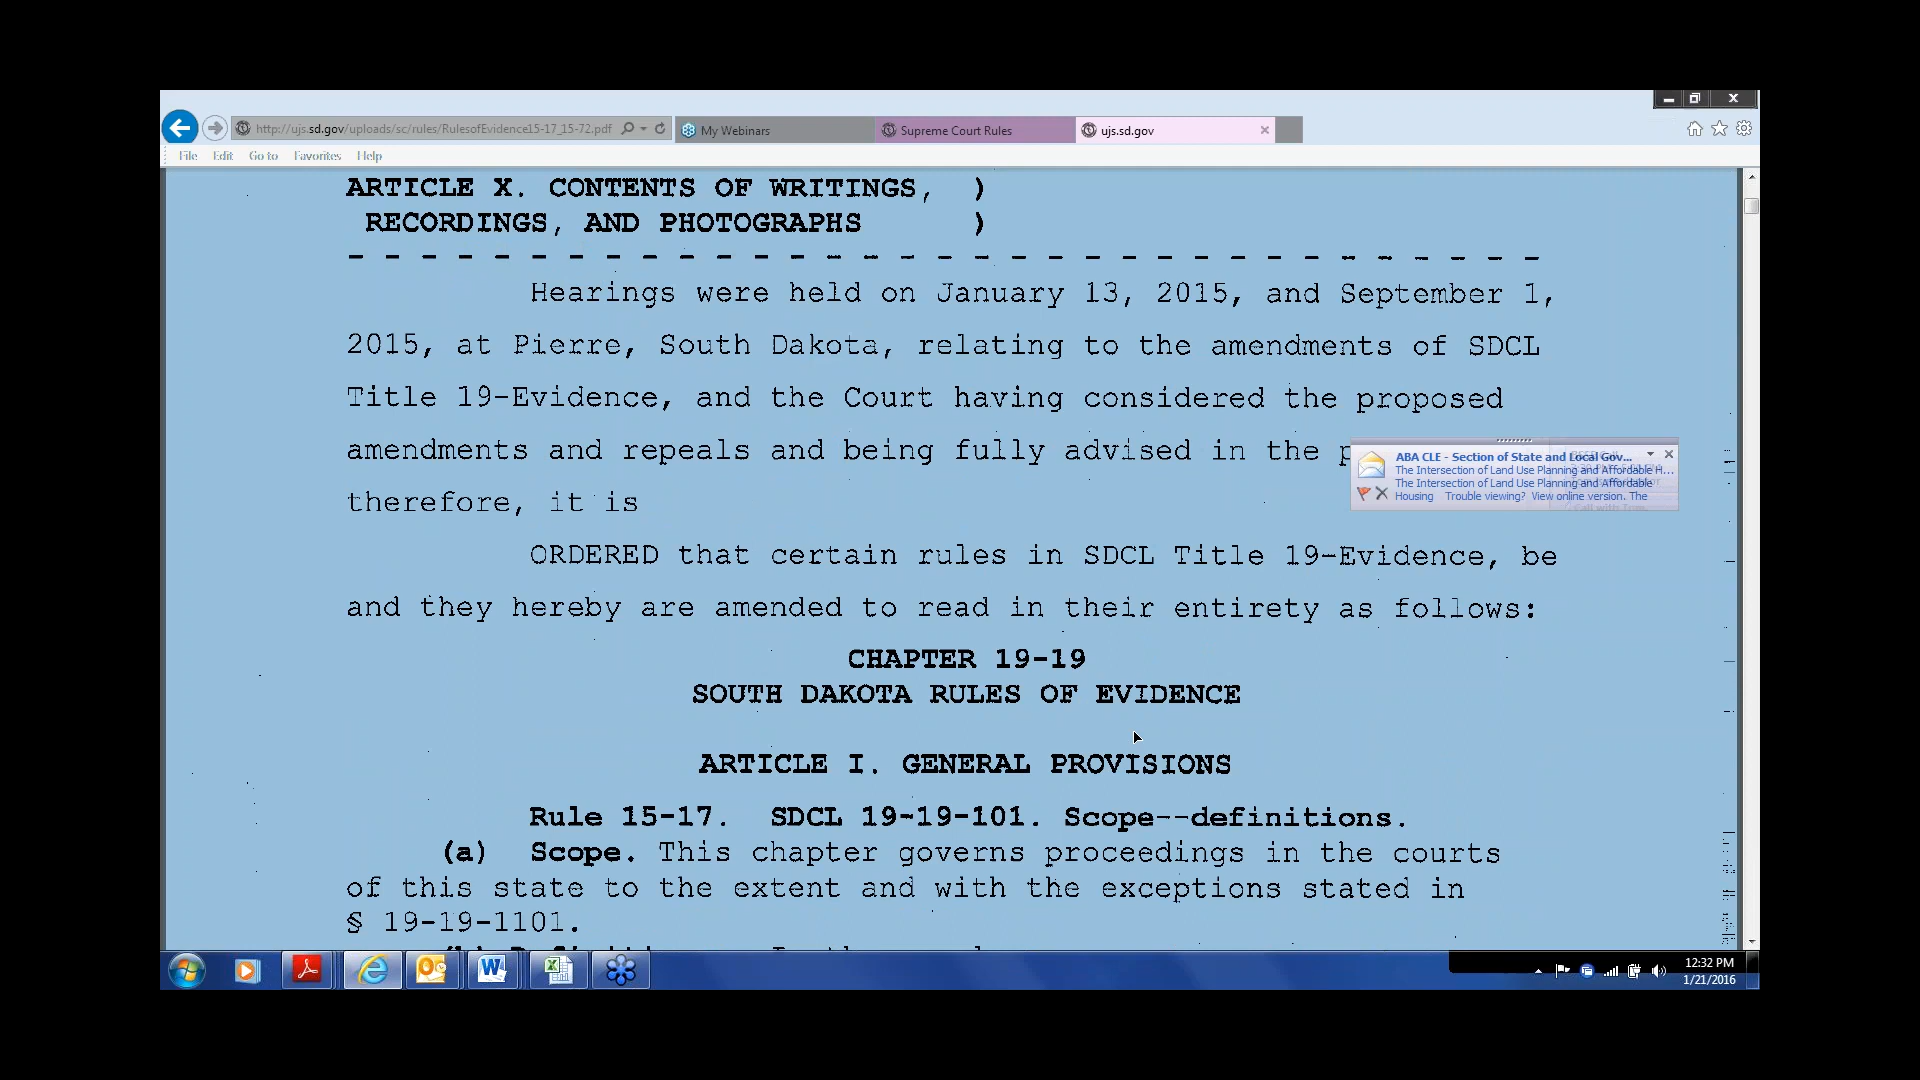 http://ujs.sd.gov/uploads/sc/rules/RulesofEvidence15-17_15-72.pdf
My Webinars
Supreme Court Rules
ujs.sd.gov
File Edit Go to Favorites Help
ARTICLE X. CONTENTS OF WRITINGS, )
RECORDINGS, AND PHOTOGRAPHS )
- - - - - - - - - - - - - - - - - - - - - - - - - - - - - - - - -
Hearings were held on January 13, 2015, and September 1,
2015, at Pierre, South Dakota, relating to the amendments of SDCL
Title 19-Evidence, and the Court having considered the proposed
amendments and repeals and being fully advised in the p
therefore, it is
ORDERED that certain rules in SDCL Title 19-Evidence, be
and they hereby are amended to read in their entirety as follows:
CHAPTER 19-19
SOUTH DAKOTA RULES OF EVIDENCE
ARTICLE I. GENERAL PROVISIONS
Rule 15-17. SDCL 19-19-101. Scope--definitions.
(a) Scope. This chapter governs proceedings in the courts
of this state to the extent and with the exceptions stated in
§ 19-19-1101.
ABA CLE - Section of State and Local Gov...
The Intersection of Land Use Planning and Affordable H...
The Intersection of Land Use Planning and Affordable
Housing Trouble viewing? View online version. The
12:32 PM
1/21/2016